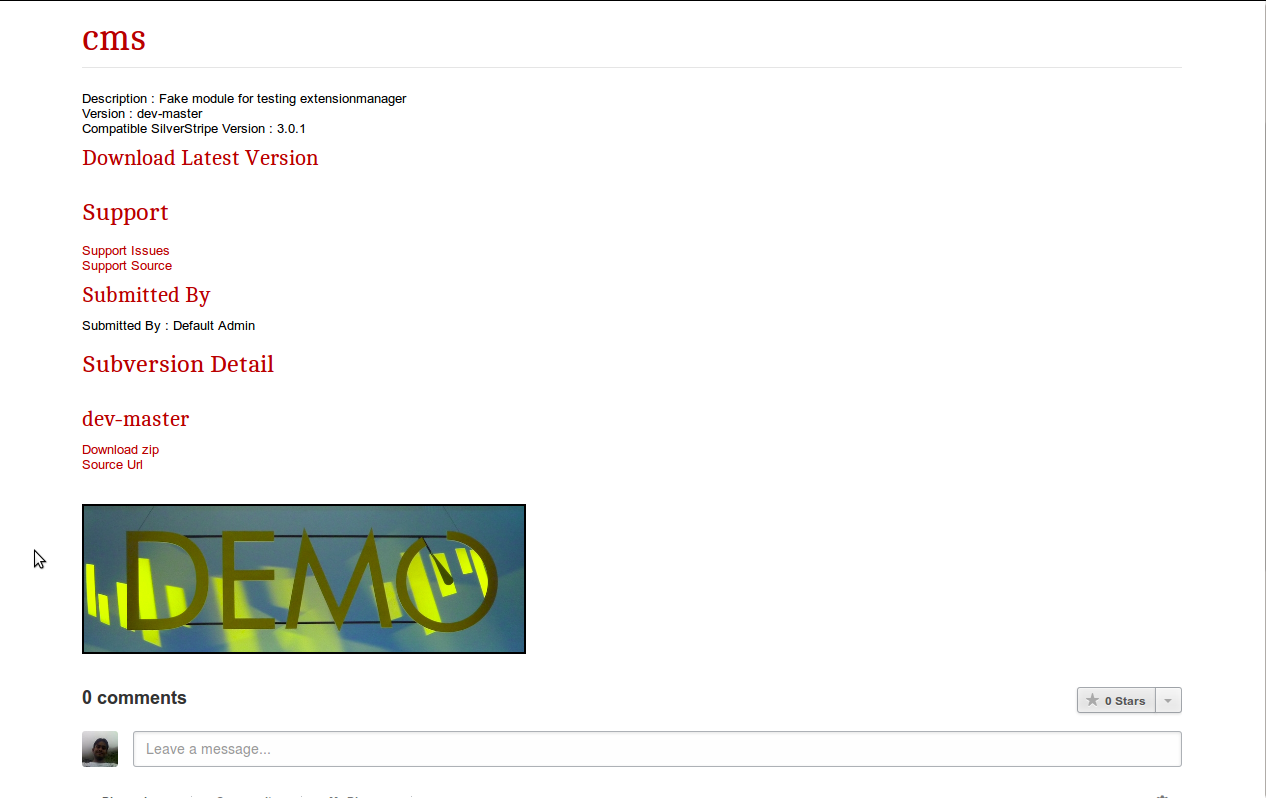 cms
Description : Fake module for testing extensionmanager
Version : dev-master
Compatible SilverStripe Version : 3.0.1
Download Latest Version
Support
Support Issues
Support Source
Submitted By
Submitted By : Default Admin
Subversion Detail
dev-master
Download zip
Source Url
DEMO
0 comments
0 Stars
Leave a message...